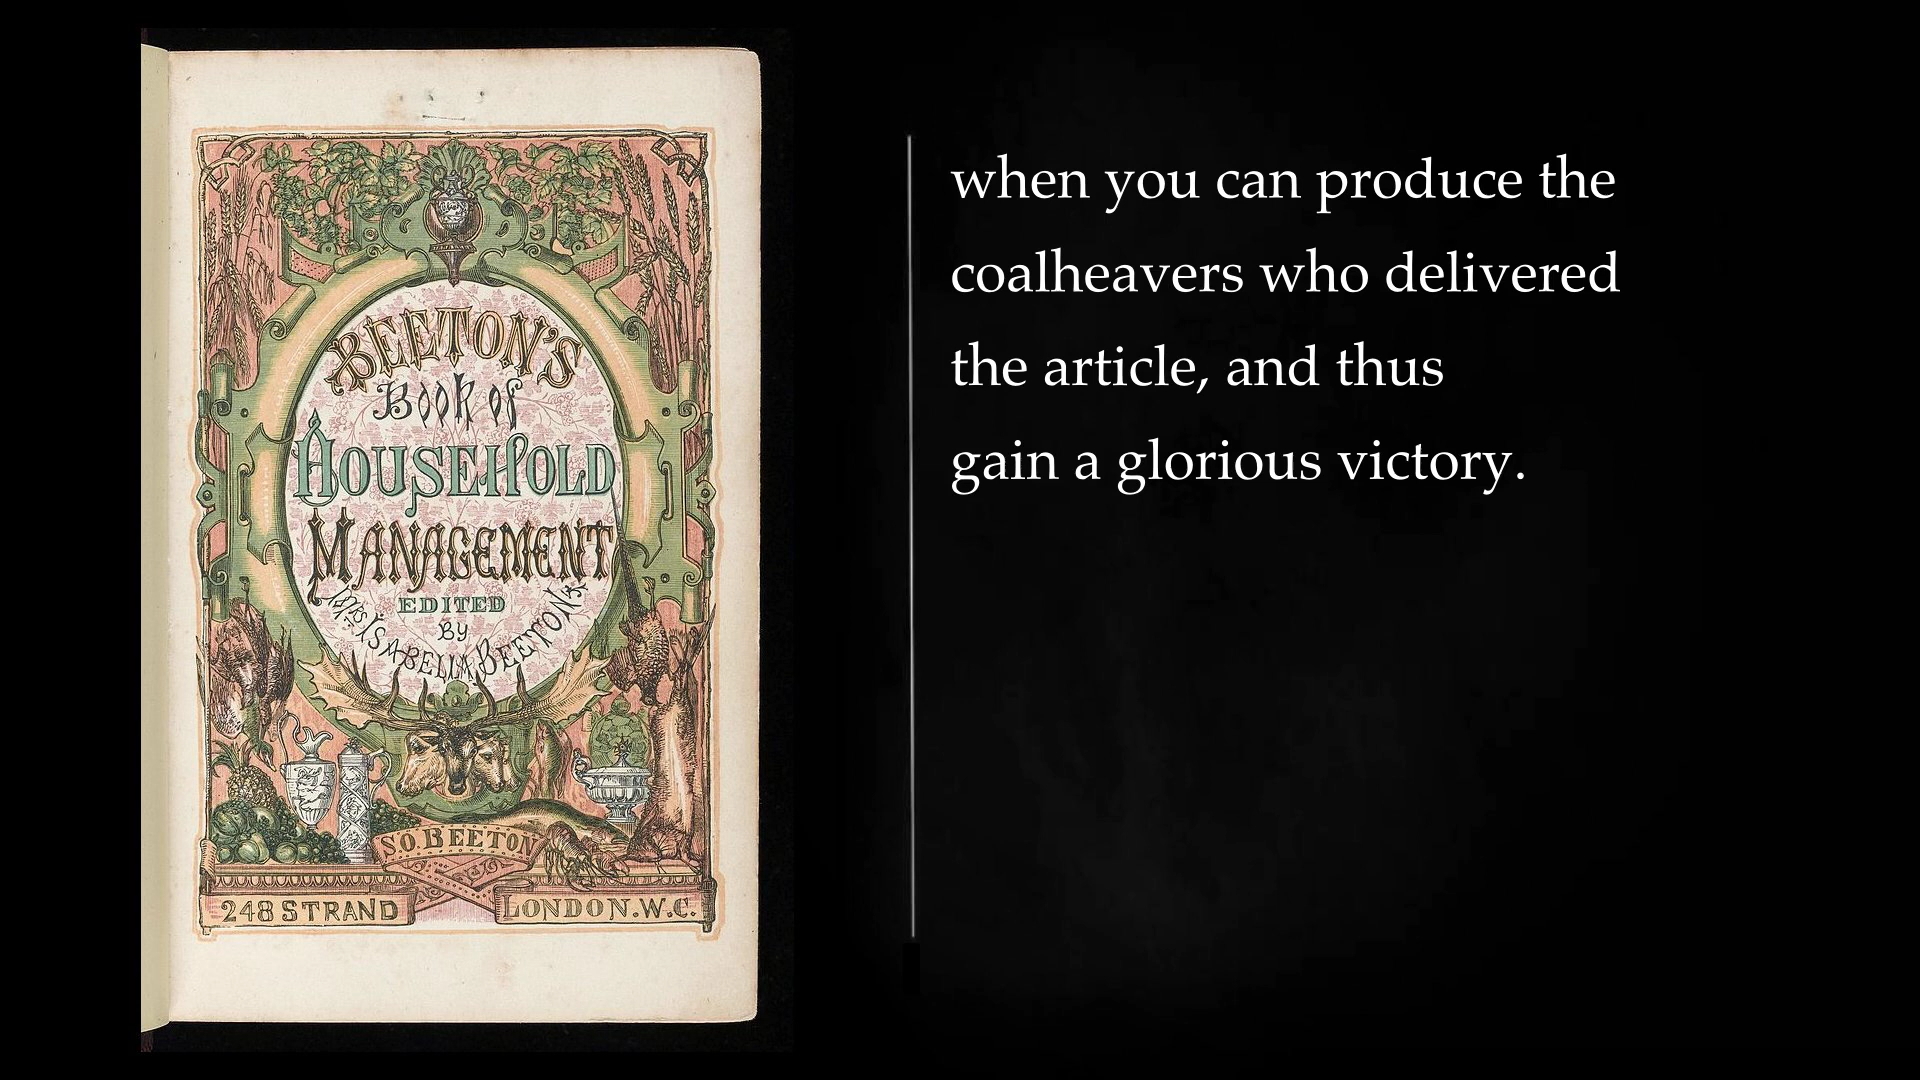 BEETON'S
Book of
HOUSEHOLD
MANAGEMENT
EDITED
BY
MRS ISABELLA BEETON
S.O. BEETON
248 STRAND
LONDON. W.C.
when you can produce the
coalheavers who delivered
the article, and thus
gain a glorious victory.